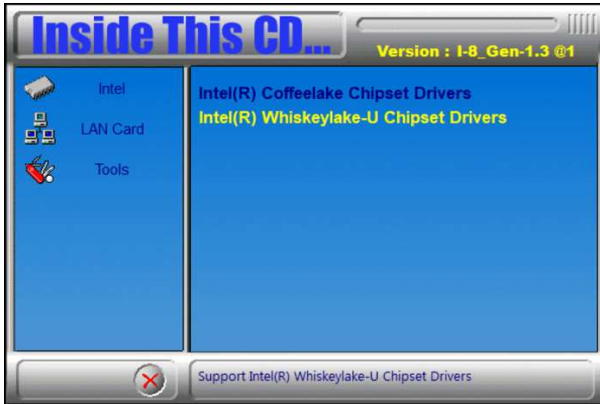 Inside This CD...
Version : I-8_Gen-1.3 @1
Intel
LAN Card
Tools
Intel(R) Coffeelake Chipset Drivers
Intel(R) Whiskeylake-U Chipset Drivers
Support Intel(R) Whiskeylake-U Chipset Drivers